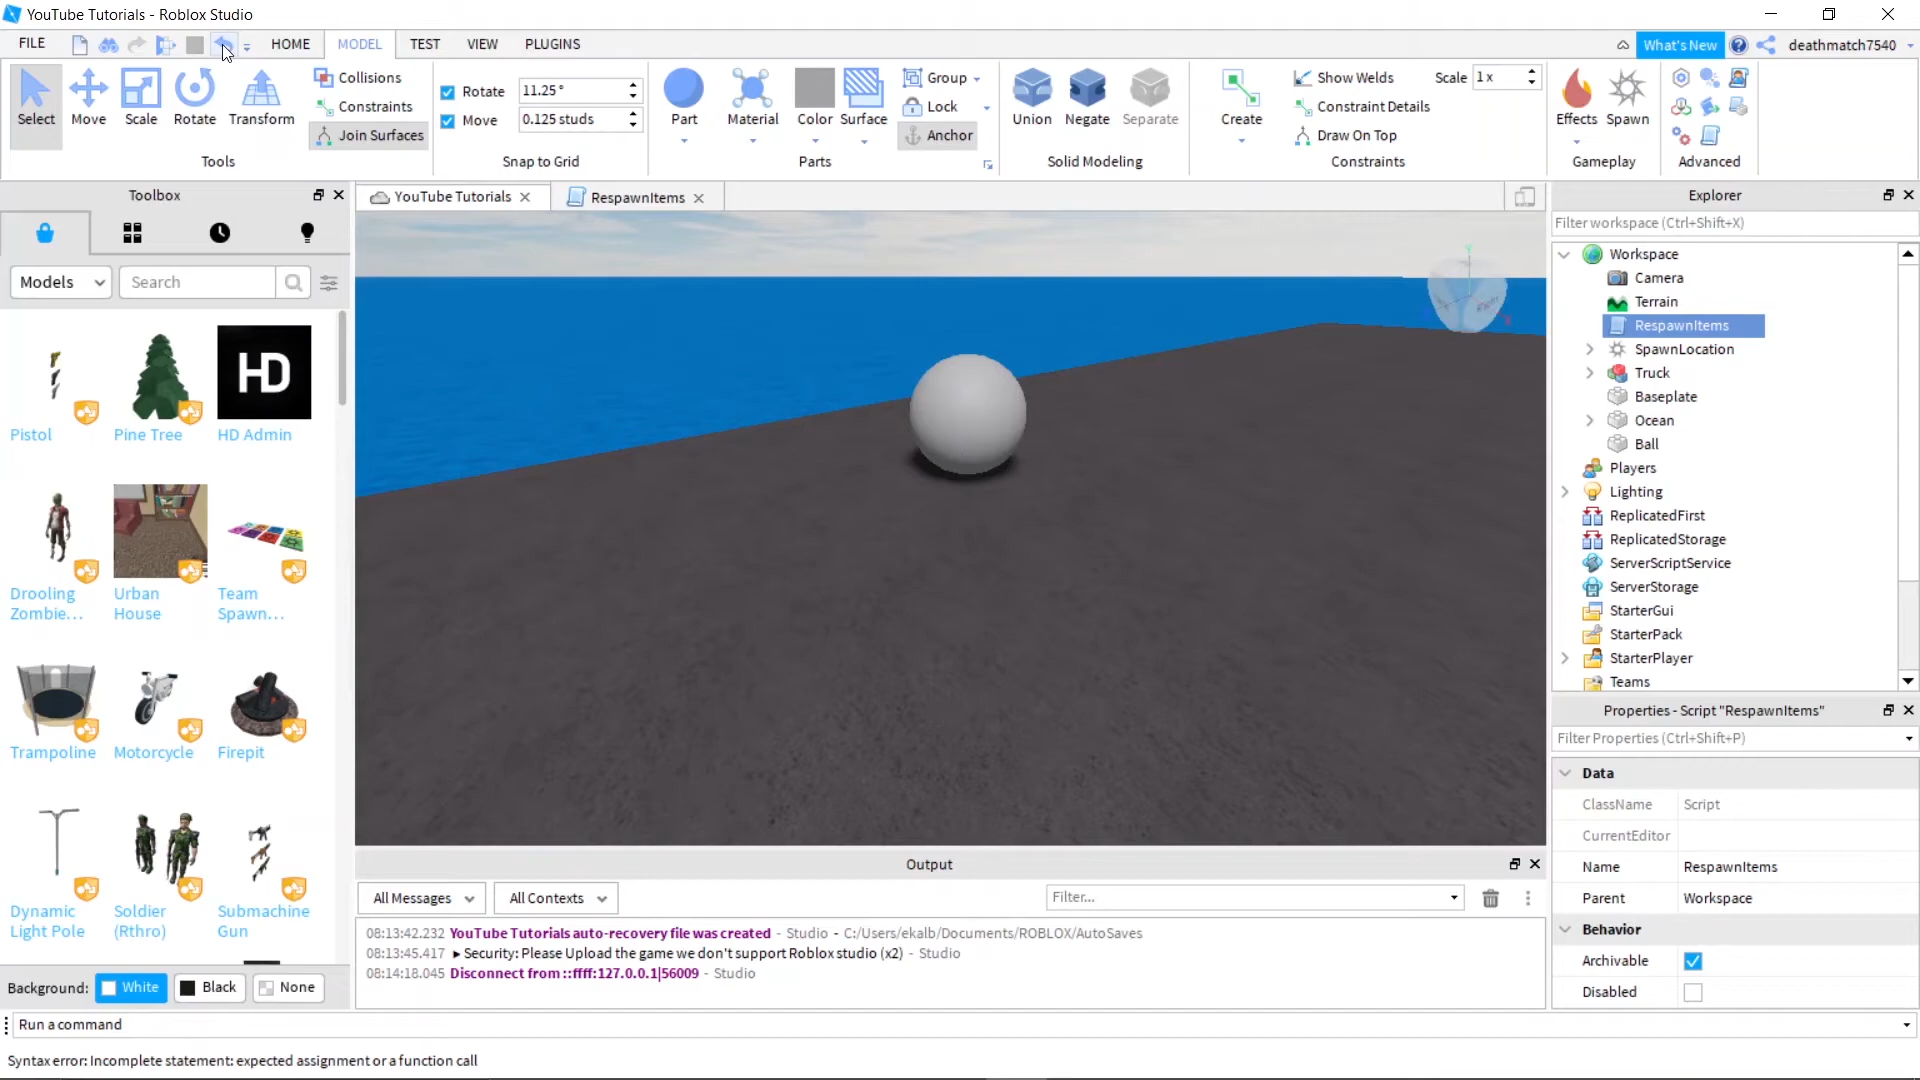 YouTube Tutorials - Roblox Studio
FILE HOME MODEL TEST VIEW PLUGINS What's New deathmatch7540
Select Move Scale Rotate Transform
Collisions
Constraints
Join Surfaces
Tools
Rotate 11.25 °
Move 0.125 studs
Snap to Grid
Part Material Color Surface
Group
Lock
Anchor
Parts
Union Negate Separate
Solid Modeling
Create
Show Welds Scale 1 x
Constraint Details
Draw On Top
Constraints
Effects Spawn
Gameplay
Advanced
Toolbox
Models Search
Pistol Pine Tree HD Admin
HD
Drooling Zombie... Urban House Team Spawn...
Trampoline Motorcycle Firepit
Dynamic Light Pole Soldier (Rthro) Submachine Gun
Background: White Black None
YouTube Tutorials RespawnItems
Output
All Messages All Contexts Filter...
08:13:42.232 YouTube Tutorials auto-recovery file was created - Studio - C:/Users/ekalb/Documents/ROBLOX/AutoSaves
08:13:45.417 ▸ Security: Please Upload the game we don't support Roblox studio (x2) - Studio
08:14:18.045 Disconnect from ::ffff:127.0.0.1|56009 - Studio
Explorer
Filter workspace (Ctrl+Shift+X)
Workspace
Camera
Terrain
RespawnItems
SpawnLocation
Truck
Baseplate
Ocean
Ball
Players
Lighting
ReplicatedFirst
ReplicatedStorage
ServerScriptService
ServerStorage
StarterGui
StarterPack
StarterPlayer
Teams
Properties - Script "RespawnItems"
Filter Properties (Ctrl+Shift+P)
Data
ClassName Script
CurrentEditor
Name RespawnItems
Parent Workspace
Behavior
Archivable
Disabled
Run a command
Syntax error: Incomplete statement: expected assignment or a function call